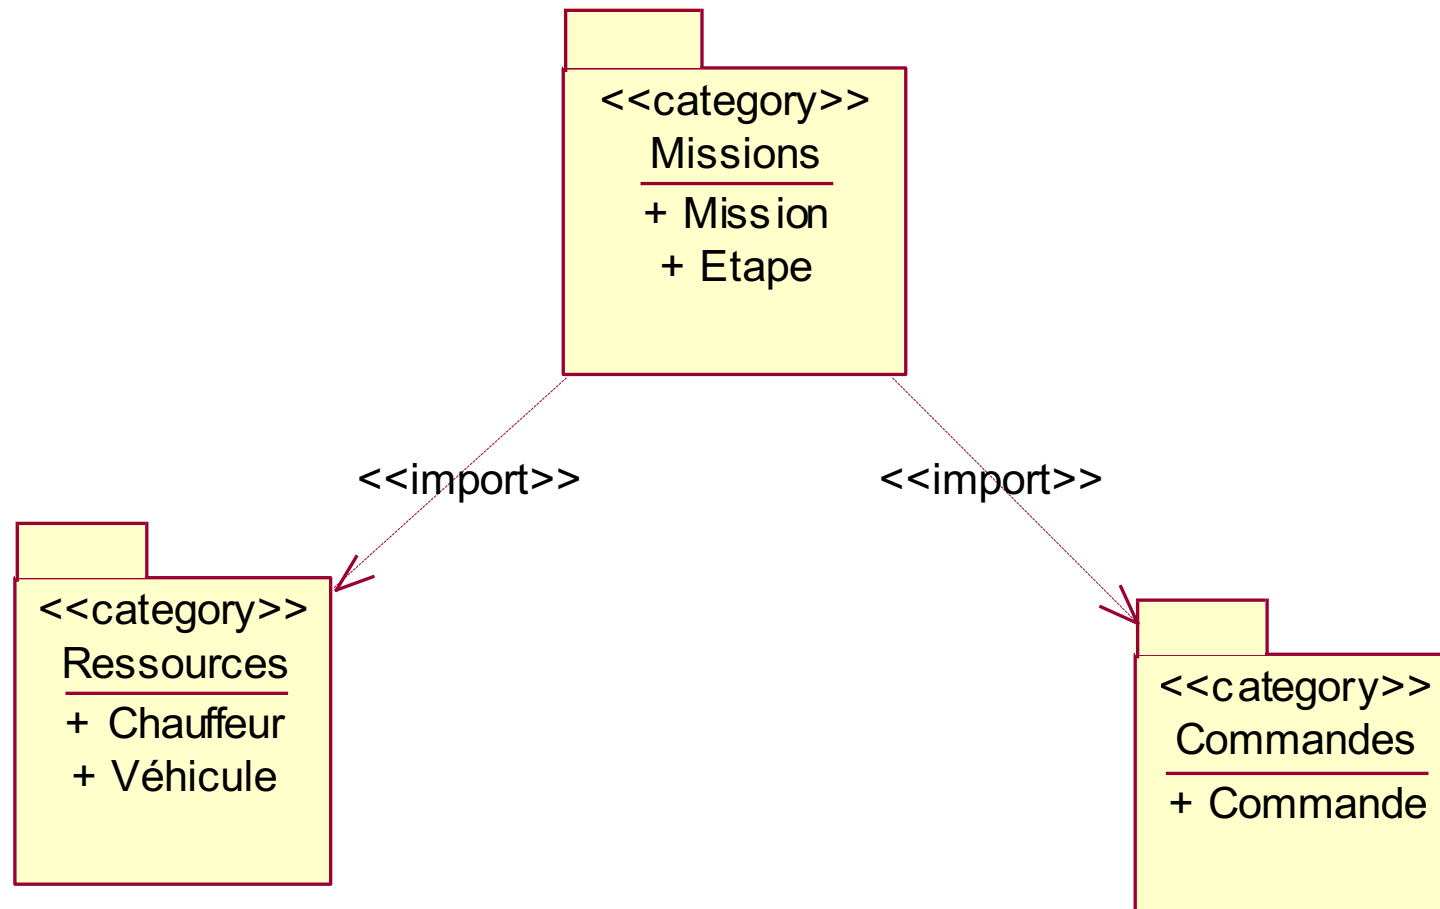 <<category>>
Missions
+ Mission
+ Etape
<<import>>
<<import>>
<<category>>
Ressources
+ Chauffeur
+ Véhicule
<<category>>
Commandes
+ Commande